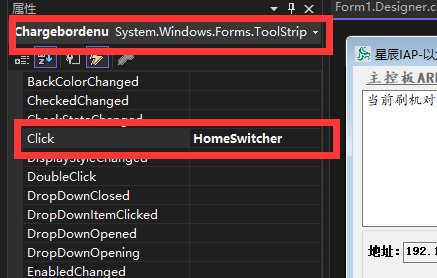 属性
Form1.Designer.c
Chargebordenu System.Windows.Forms.ToolStrip
BackColorChanged
CheckedChanged
CheckStateChanged
Click HomeSwitcher
DisplayStyleChanged
DoubleClick
DropDownClosed
DropDownItemClicked
DropDownOpened
DropDownOpening
EnabledChanged
星辰IAP-以
主控板AR
当前刷机对
地址: 192.1